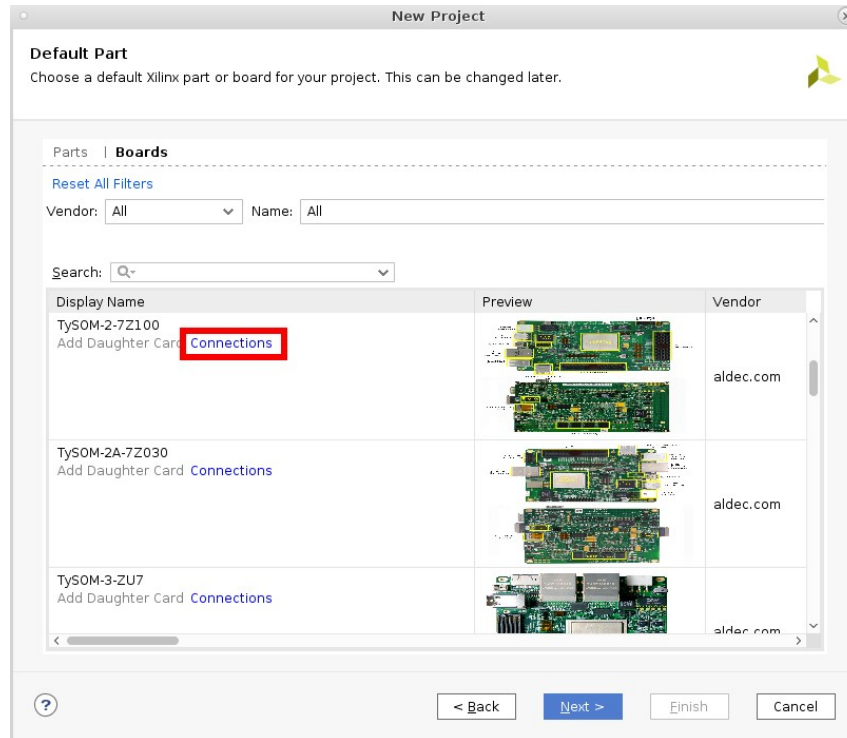 New Project
Default Part
Choose a default Xilinx part or board for your project. This can be changed later.
Parts | Boards
Reset All Filters
Vendor: All Name: All
Search:
Display Name Preview Vendor
TySOM-2-7Z100
Add Daughter Card Connections
aldec.com
TySOM-2A-7Z030
Add Daughter Card Connections
aldec.com
TySOM-3-ZU7
Add Daughter Card Connections
aldec.com
? < Back Next > Finish Cancel